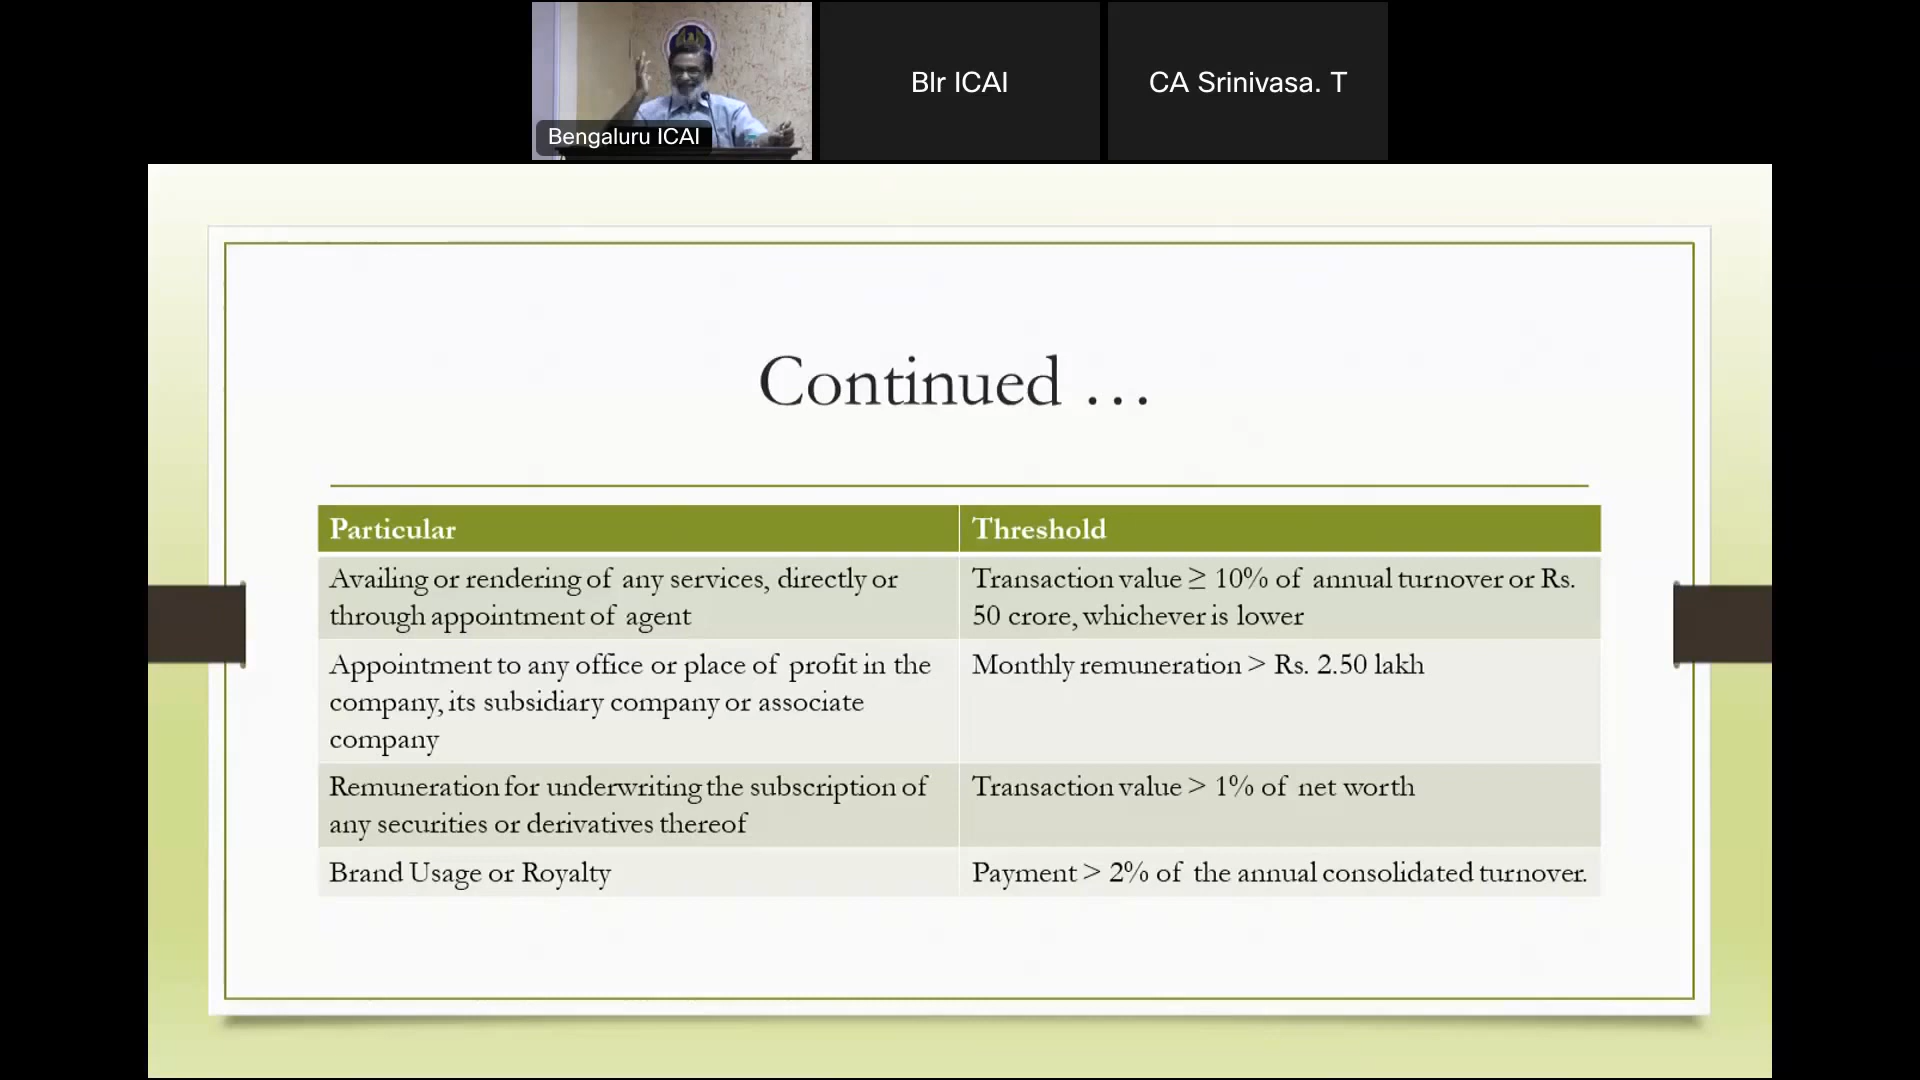 Bengaluru ICAI
Blr ICAI
CA Srinivasa. T
Continued ...
Particular
Threshold
Availing or rendering of any services, directly or
through appointment of agent
Transaction value ≥ 10% of annual turnover or Rs.
50 crore, whichever is lower
Appointment to any office or place of profit in the
company, its subsidiary company or associate
company
Monthly remuneration > Rs. 2.50 lakh
Remuneration for underwriting the subscription of
any securities or derivatives thereof
Transaction value > 1% of net worth
Brand Usage or Royalty
Payment > 2% of the annual consolidated turnover.